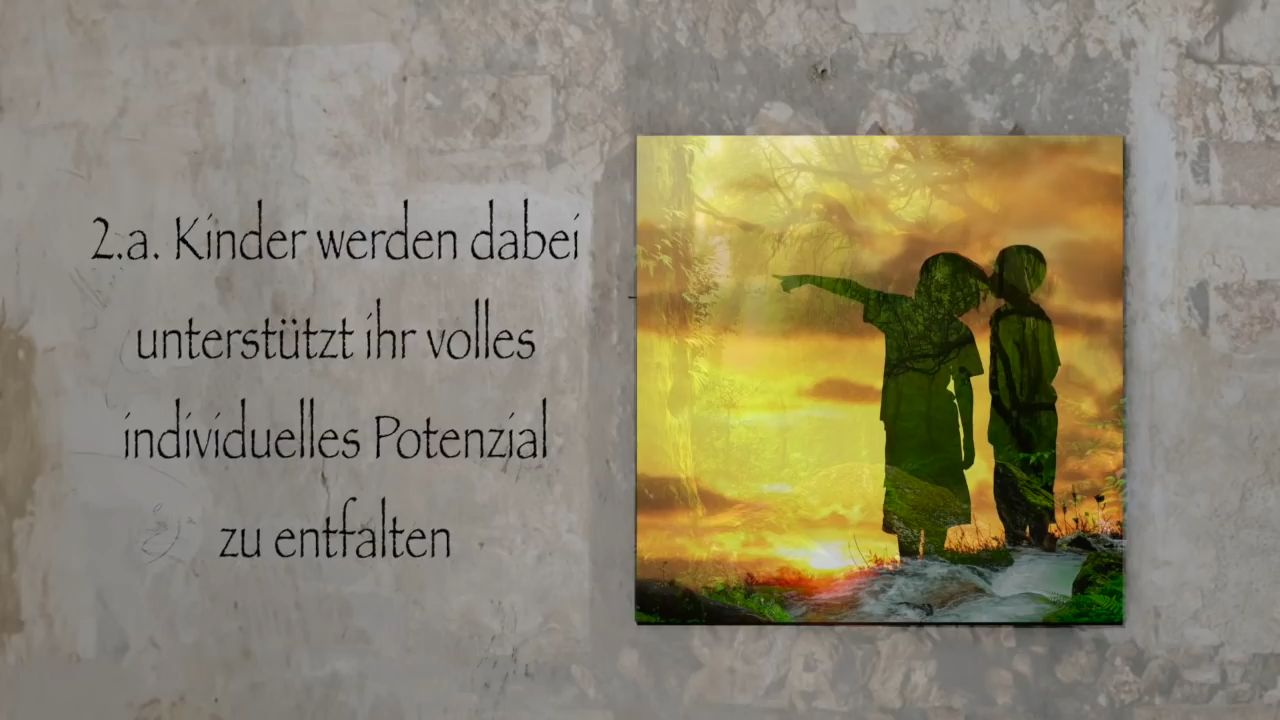 2.a. Kinder werden dabei
unterstützt ihr volles
individuelles Potenzial
zu entfalten